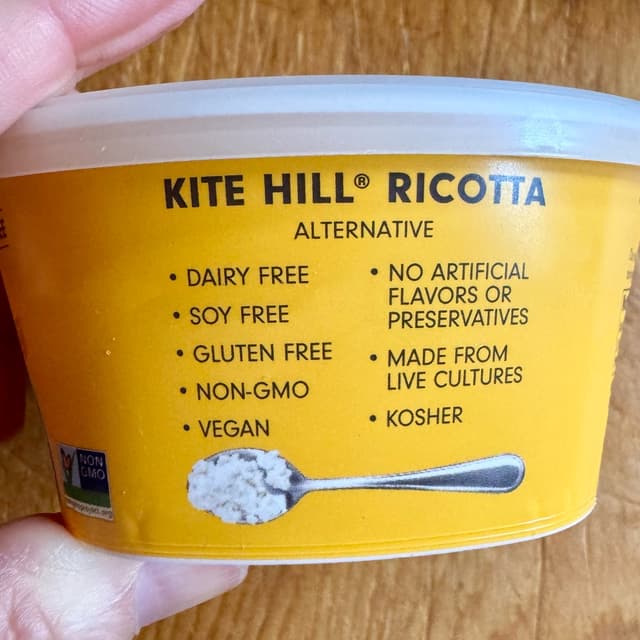 KITE HILL® RICOTTA
ALTERNATIVE
• DAIRY FREE
• SOY FREE
• GLUTEN FREE
• NON-GMO
• VEGAN
• NO ARTIFICIAL
FLAVORS OR
PRESERVATIVES
• MADE FROM
LIVE CULTURES
• KOSHER
NON
GMO